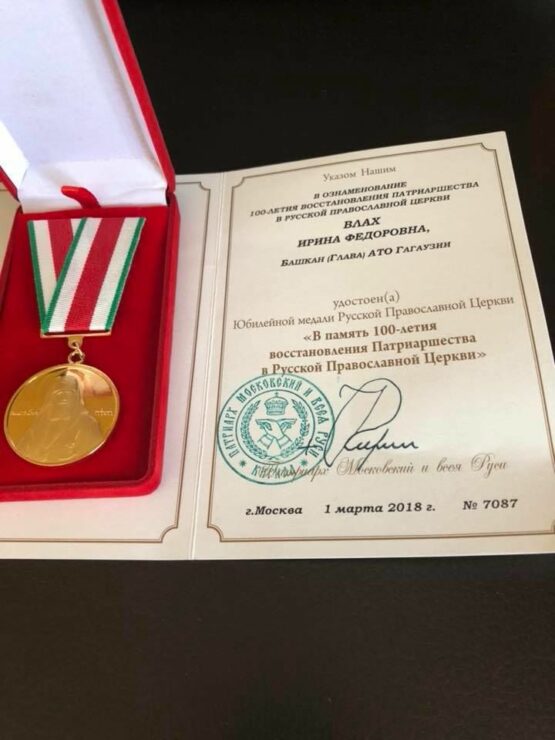 Указом Нашим
В ОЗНАМЕНОВАНИЕ
100-ЛЕТИЯ ВОССТАНОВЛЕНИЯ ПАТРИАРШЕСТВА
В РУССКОЙ ПРАВОСЛАВНОЙ ЦЕРКВИ
ВЛАХ
ИРИНА ФЕДОРОВНА,
БАШКАН (ГЛАВА) АТО ГАГАУЗИИ
удостоен(а)
Юбилейной медали Русской Православной Церкви
«В память 100-летия
восстановления Патриаршества
в Русской Православной Церкви»
ПАТРИАРХ МОСКОВСКИЙ И ВСЕЯ РУСИ
КИРИЛЛ
Патриарх Московский и всея Руси
г.Москва 1 марта 2018 г. № 7087